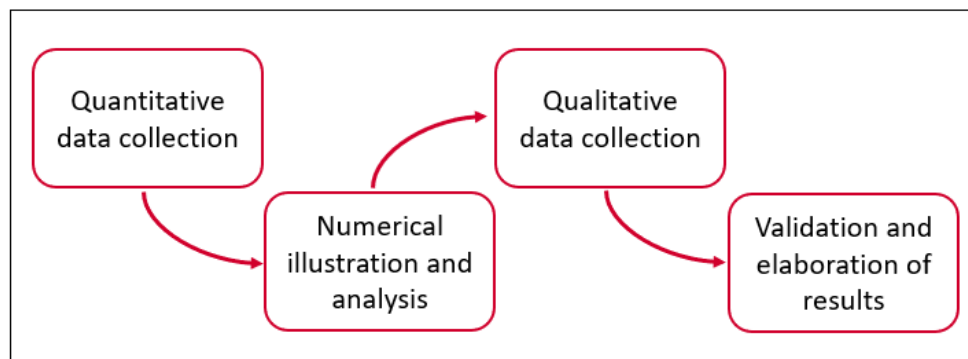 Quantitative
data collection
Numerical
illustration and
analysis
Qualitative
data collection
Validation and
elaboration of
results